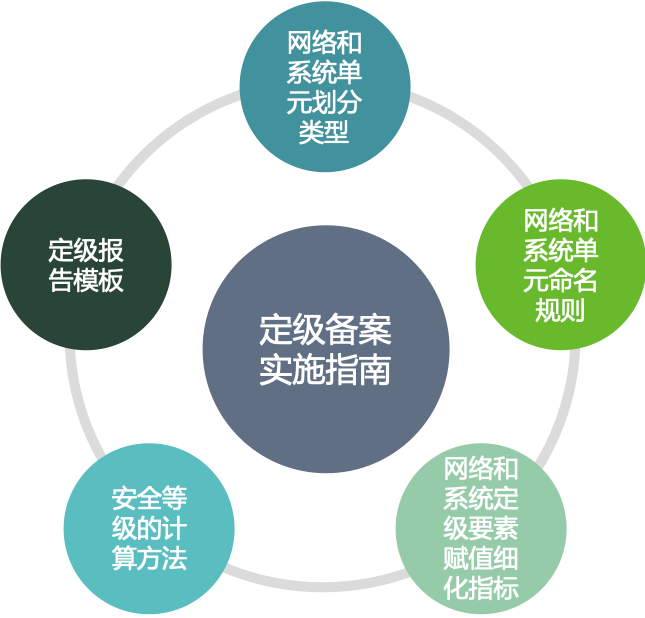 网络和
系统单
元划分
类型
网络和
系统单
元命名
规则
网络和
系统定
级要素
赋值细
化指标
安全等
级的计
算方法
定级报
告模板
定级备案
实施指南